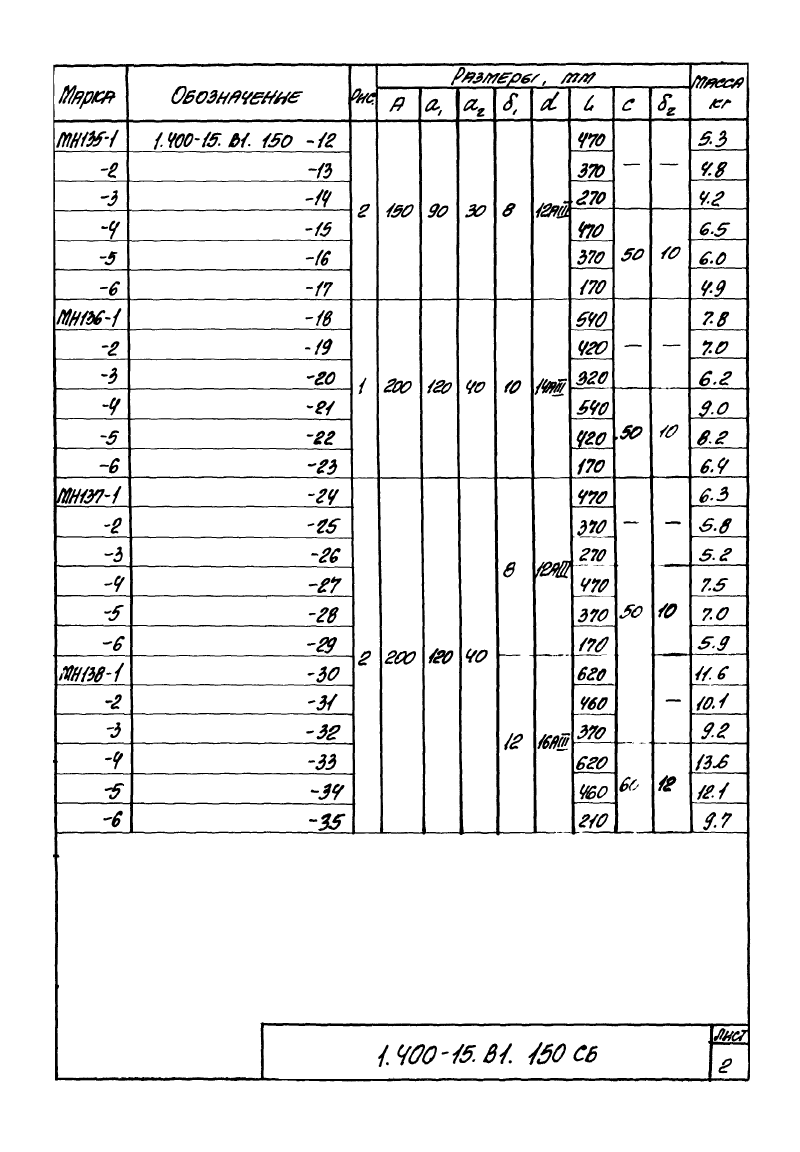 Марка Обозначение Рис. Размеры, мм Масса кг
A a₁ a₂ δ₁ d L c δ₂
МН135-1 1.400-15. В1. 150 -12 470 5.3
-2 -13 370 — — 4.8
-3 -14 2 150 90 30 8 12АIII 270 4.2
-4 -15 470 6.5
-5 -16 370 50 10 6.0
-6 -17 170 4.9
МН136-1 -18 540 7.8
-2 -19 420 — — 7.0
-3 -20 1 200 120 40 10 14АIII 320 6.2
-4 -21 540 9.0
-5 -22 420 50 10 8.2
-6 -23 170 6.4
МН137-1 -24 470 6.3
-2 -25 370 — — 5.8
-3 -26 8 12АIII 270 5.2
-4 -27 470 7.5
-5 -28 370 50 10 7.0
-6 -29 2 200 120 40 170 5.9
МН138-1 -30 620 11.6
-2 -31 460 — 10.1
-3 -32 12 16АIII 370 9.2
-4 -33 620 13.6
-5 -34 460 60 12 12.1
-6 -35 210 9.7
1.400-15. В1. 150 СБ
Лист
2